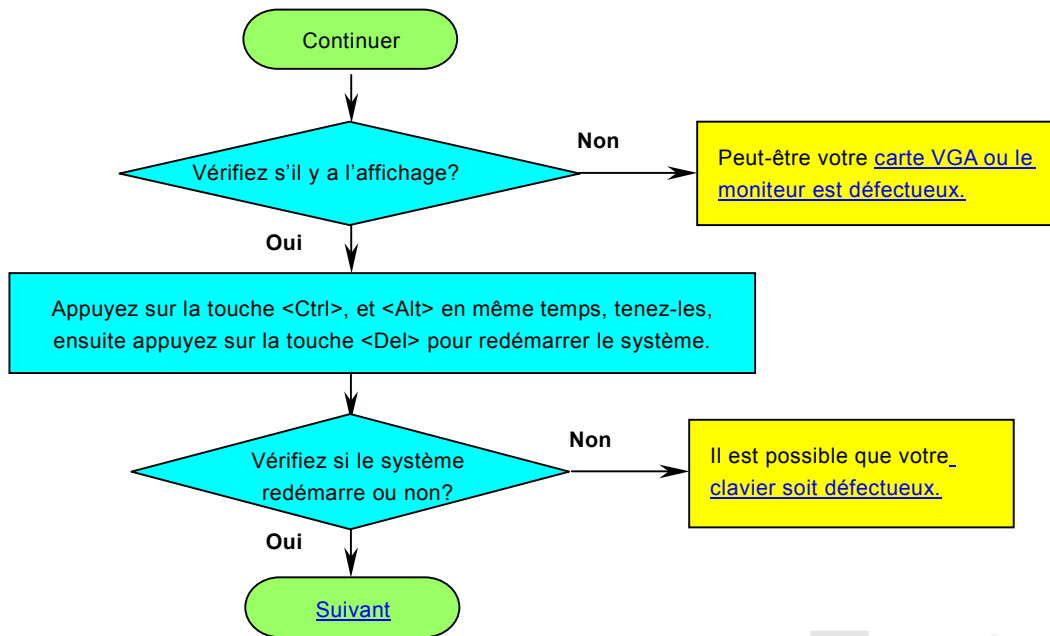 Continuer
Vérifiez s'il y a l'affichage?
Non
Peut-être votre carte VGA ou le
moniteur est défectueux.
Oui
Appuyez sur la touche <Ctrl>, et <Alt> en même temps, tenez-les,
ensuite appuyez sur la touche <Del> pour redémarrer le système.
Vérifiez si le système
redémarre ou non?
Non
Il est possible que votre
clavier soit défectueux.
Oui
Suivant